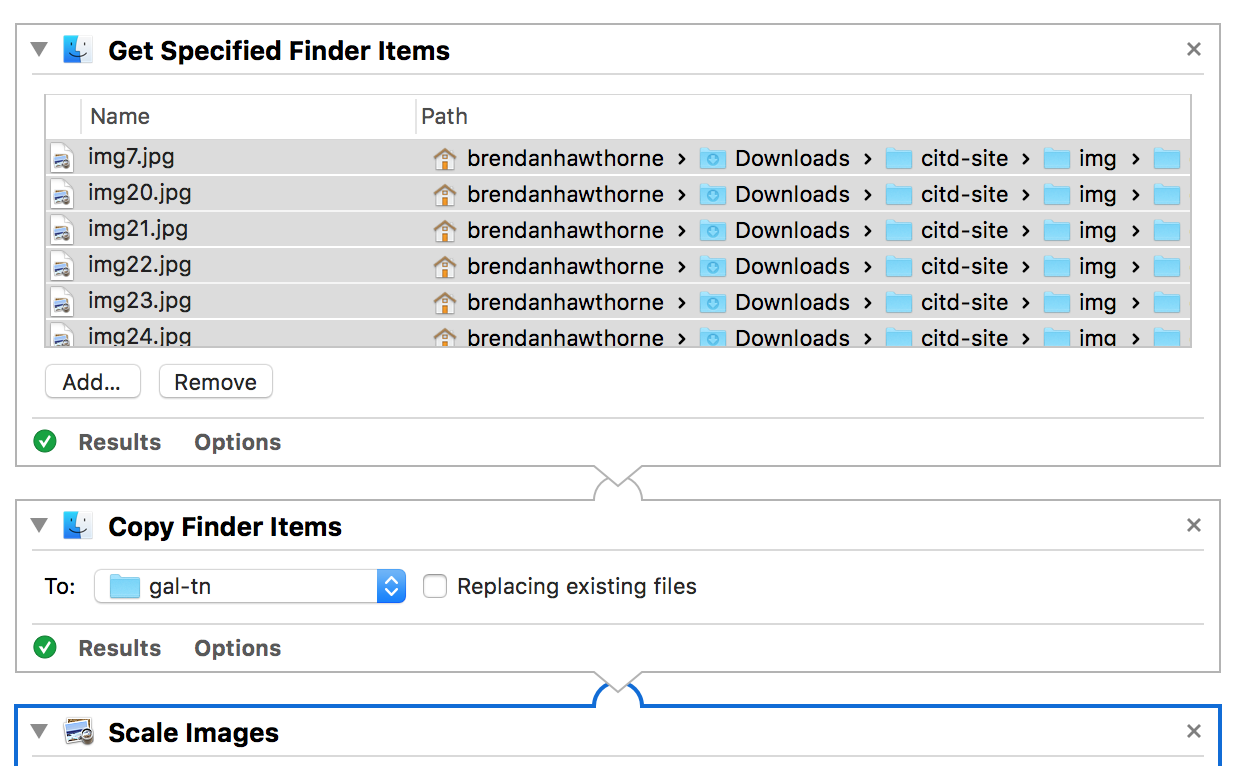 Get Specified Finder Items
Name Path
img7.jpg brendanhawthorne › Downloads › citd-site › img ›
img20.jpg brendanhawthorne › Downloads › citd-site › img ›
img21.jpg brendanhawthorne › Downloads › citd-site › img ›
img22.jpg brendanhawthorne › Downloads › citd-site › img ›
img23.jpg brendanhawthorne › Downloads › citd-site › img ›
img24.jpg brendanhawthorne › Downloads › citd-site › img ›
Add... Remove
Results Options
Copy Finder Items
To: gal-tn Replacing existing files
Results Options
Scale Images